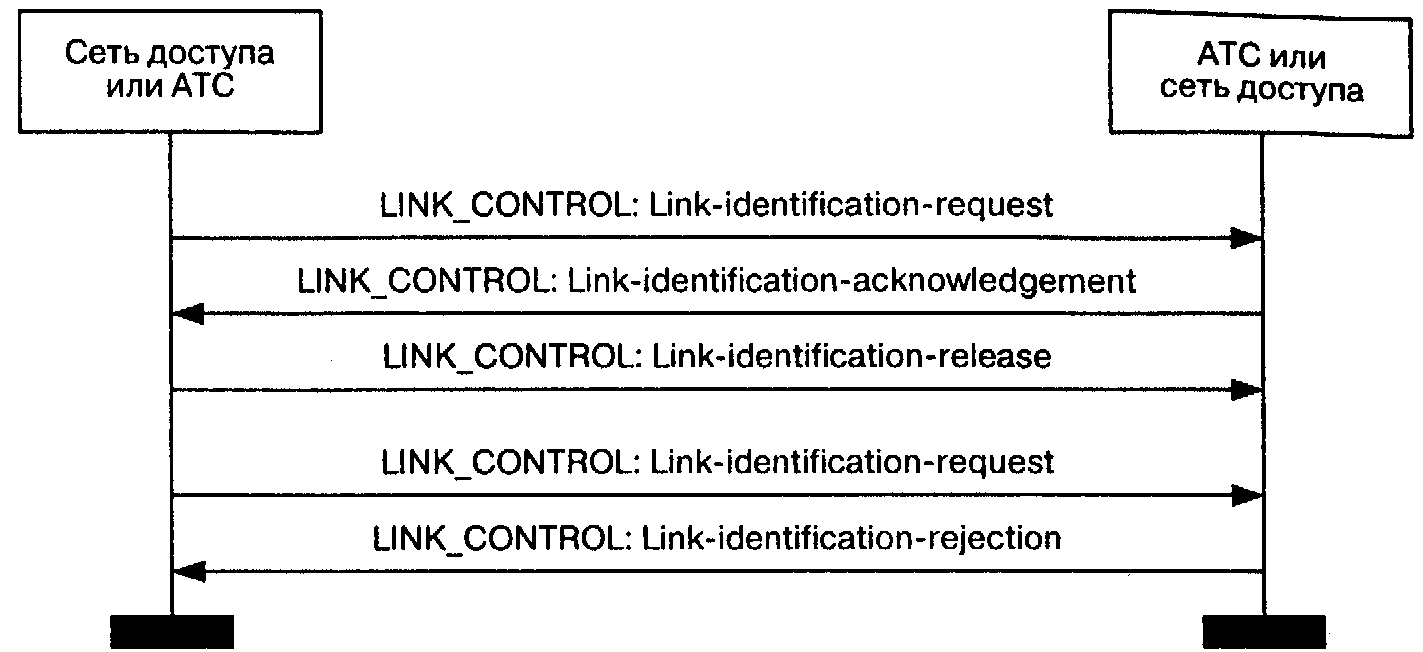 Сеть доступа
или АТС
АТС или
сеть доступа
LINK_CONTROL: Link-identification-request
LINK_CONTROL: Link-identification-acknowledgement
LINK_CONTROL: Link-identification-release
LINK_CONTROL: Link-identification-request
LINK_CONTROL: Link-identification-rejection